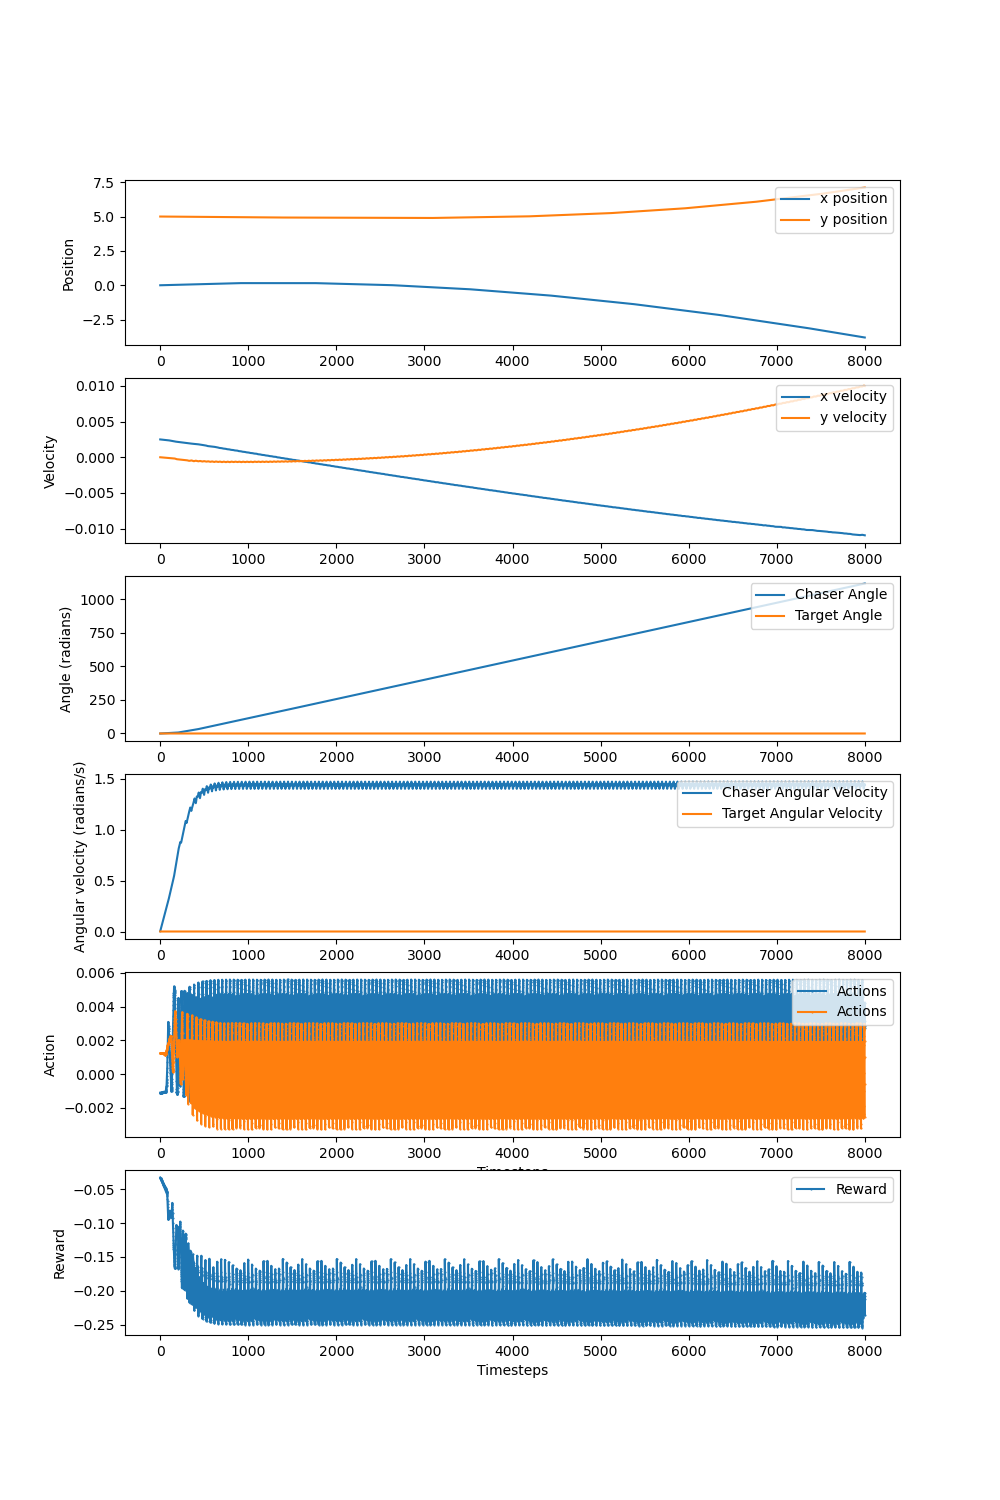 7.5
5.0
2.5
0.0
−2.5
Position
x position
y position
0 1000 2000 3000 4000 5000 6000 7000 8000
0.010
0.005
0.000
−0.005
−0.010
Velocity
x velocity
y velocity
0 1000 2000 3000 4000 5000 6000 7000 8000
1000
750
500
250
0
Angle (radians)
Chaser Angle
Target Angle
0 1000 2000 3000 4000 5000 6000 7000 8000
1.5
1.0
0.5
0.0
Angular velocity (radians/s)
Chaser Angular Velocity
Target Angular Velocity
0 1000 2000 3000 4000 5000 6000 7000 8000
0.006
0.004
0.002
0.000
−0.002
Action
Actions
Actions
0 1000 2000 3000 4000 5000 6000 7000 8000
Timesteps
−0.05
−0.10
−0.15
−0.20
−0.25
Reward
Reward
0 1000 2000 3000 4000 5000 6000 7000 8000
Timesteps